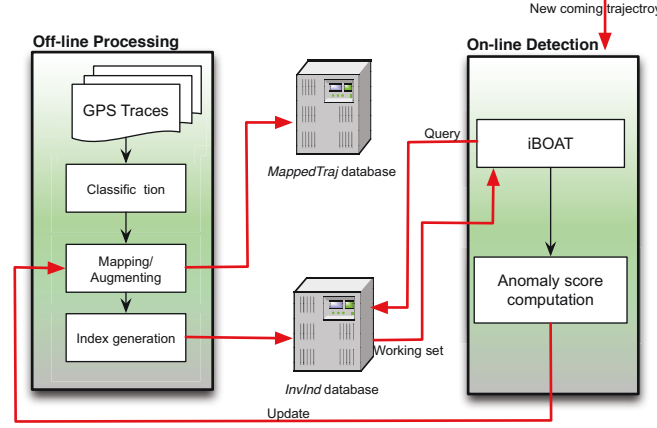 New coming trajectroy
Off-line Processing
On-line Detection
GPS Traces
Classific tion
Mapping/
Augmenting
Index generation
MappedTraj database
Query
iBOAT
Anomaly score
computation
Working set
InvInd database
Update